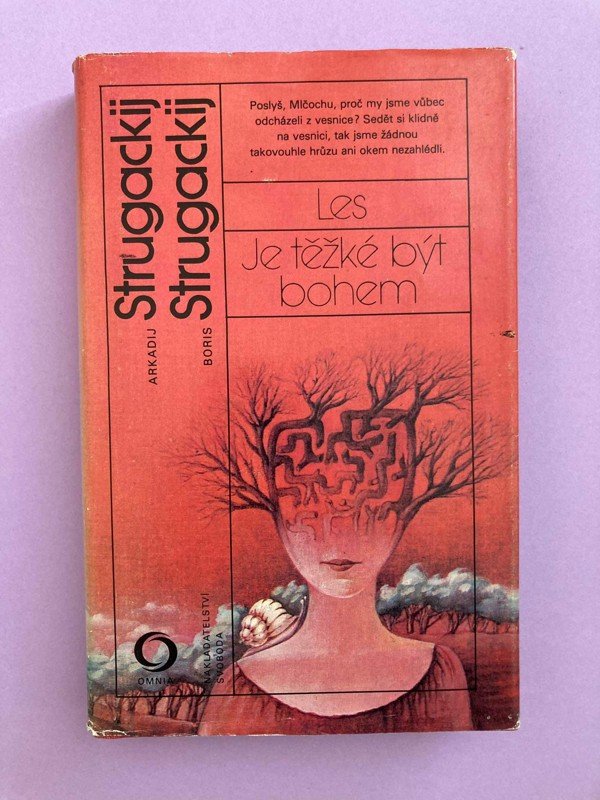 ARKADIJ Strugackij
BORIS Strugackij
Poslyš, Mlčochu, proč my jsme vůbec
odcházeli z vesnice? Sedět si klidně
na vesnici, tak jsme žádnou
takovouhle hrůzu ani okem nezahlédli.
Les
Je těžké být
bohem
OMNIA
NAKLADATELSTVÍ
SVOBODA